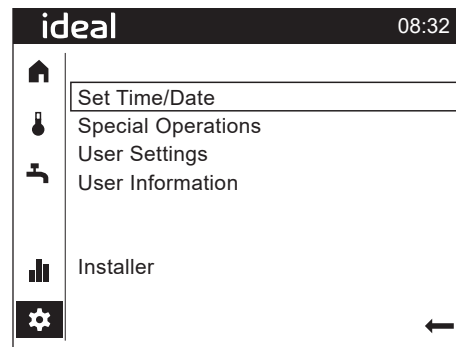 ideal 08:32
Set Time/Date
Special Operations
User Settings
User Information
Installer